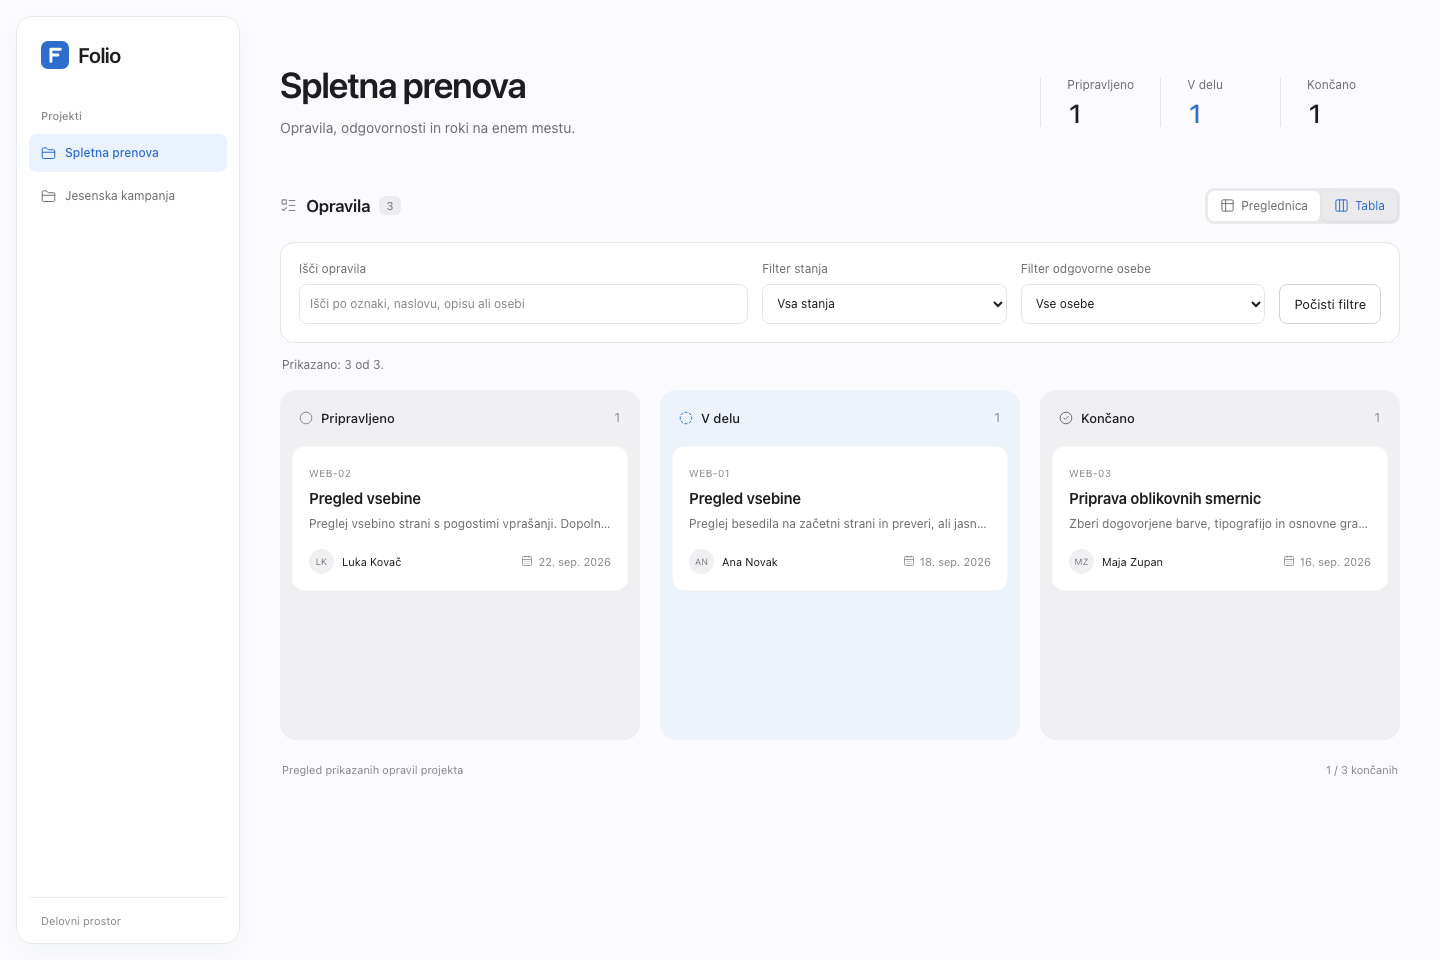 Folio
Projekti
Spletna prenova
Jesenska kampanja
Delovni prostor
Spletna prenova
Opravila, odgovornosti in roki na enem mestu.
Pripravljeno
1
V delu
1
Končano
1
Opravila 3
Preglednica
Tabla
Išči opravila
Išči po oznaki, naslovu, opisu ali osebi
Filter stanja
Vsa stanja
Filter odgovorne osebe
Vse osebe
Počisti filtre
Prikazano: 3 od 3.
Pripravljeno 1
WEB-02
Pregled vsebine
Preglej vsebino strani s pogostimi vprašanji. Dopoln...
LK Luka Kovač 22. sep. 2026
V delu 1
WEB-01
Pregled vsebine
Preglej besedila na začetni strani in preveri, ali jasn...
AN Ana Novak 18. sep. 2026
Končano 1
WEB-03
Priprava oblikovnih smernic
Zberi dogovorjene barve, tipografijo in osnovne gra...
MZ Maja Zupan 16. sep. 2026
Pregled prikazanih opravil projekta
1 / 3 končanih